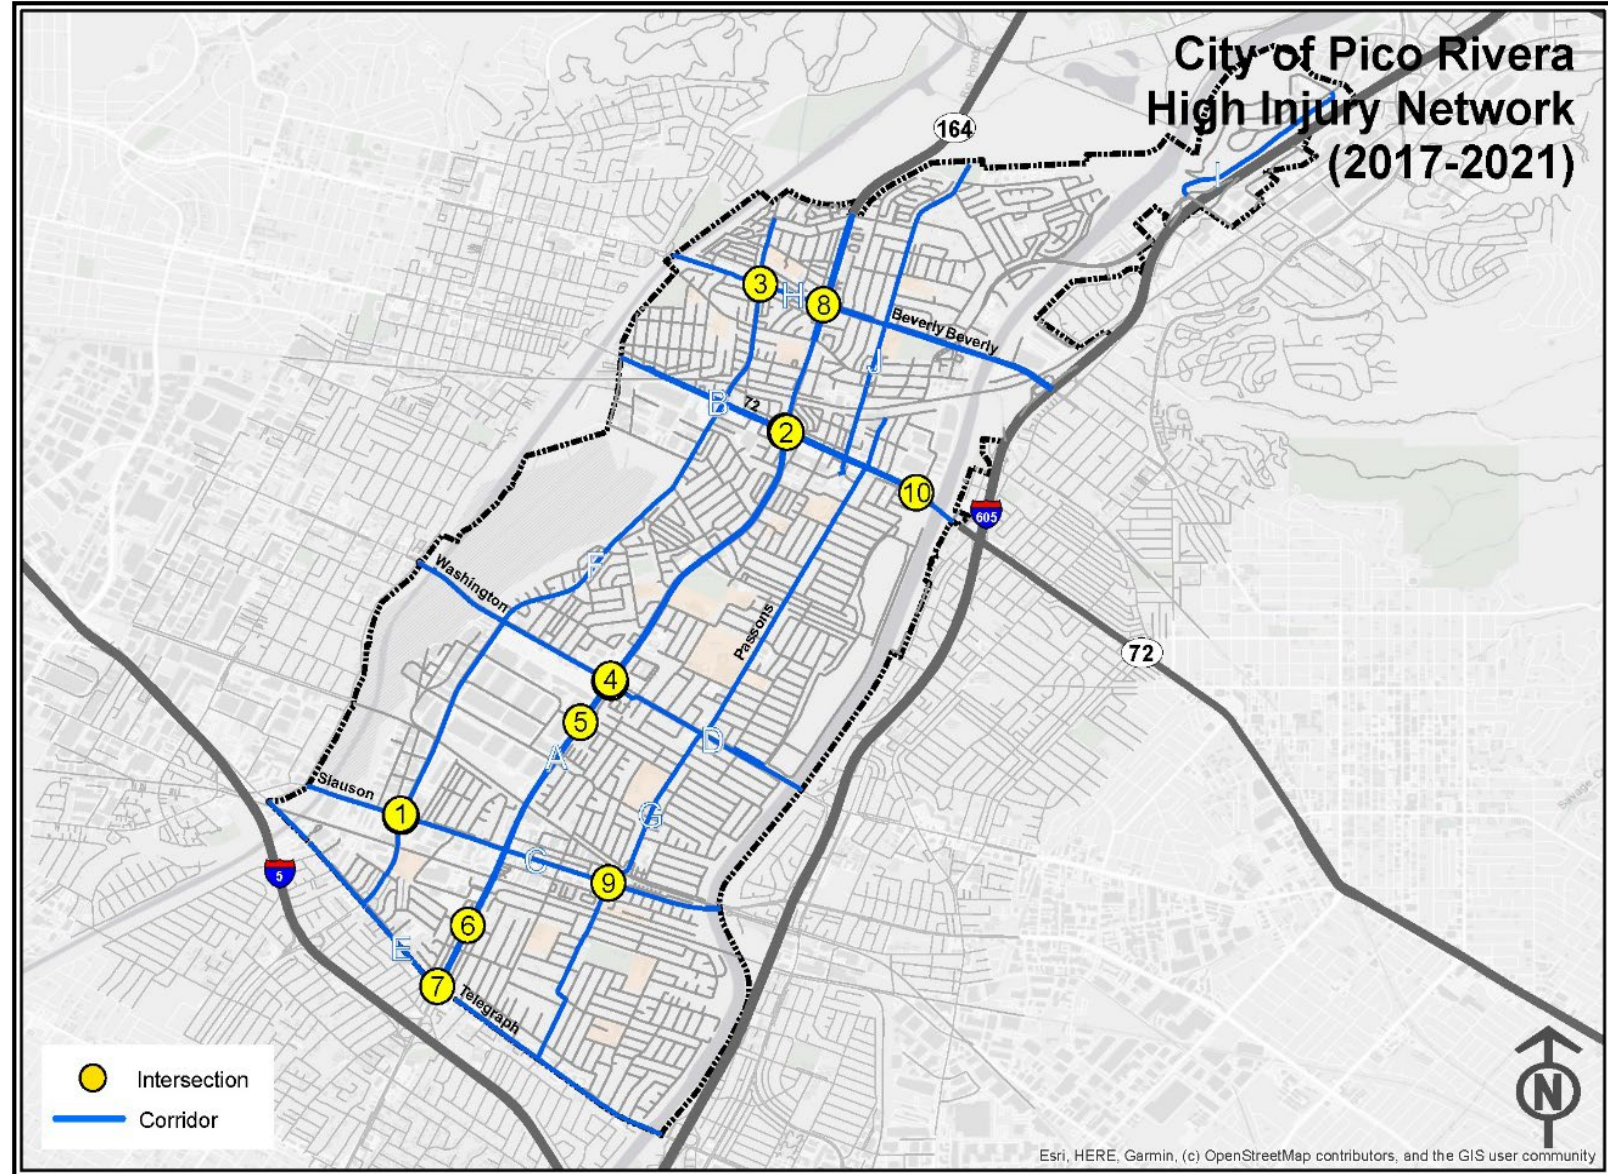 City of Pico Rivera
High Injury Network
(2017-2021)
164
I
3
H
8
Beverly Beverly
J
B
72
2
10
605
F
Washington
Passons
72
4
5
D
A
Slauson
1
G
C
5
9
6
E
7
Telegraph
Intersection
Corridor
N
Esri, HERE, Garmin, (c) OpenStreetMap contributors, and the GIS user community